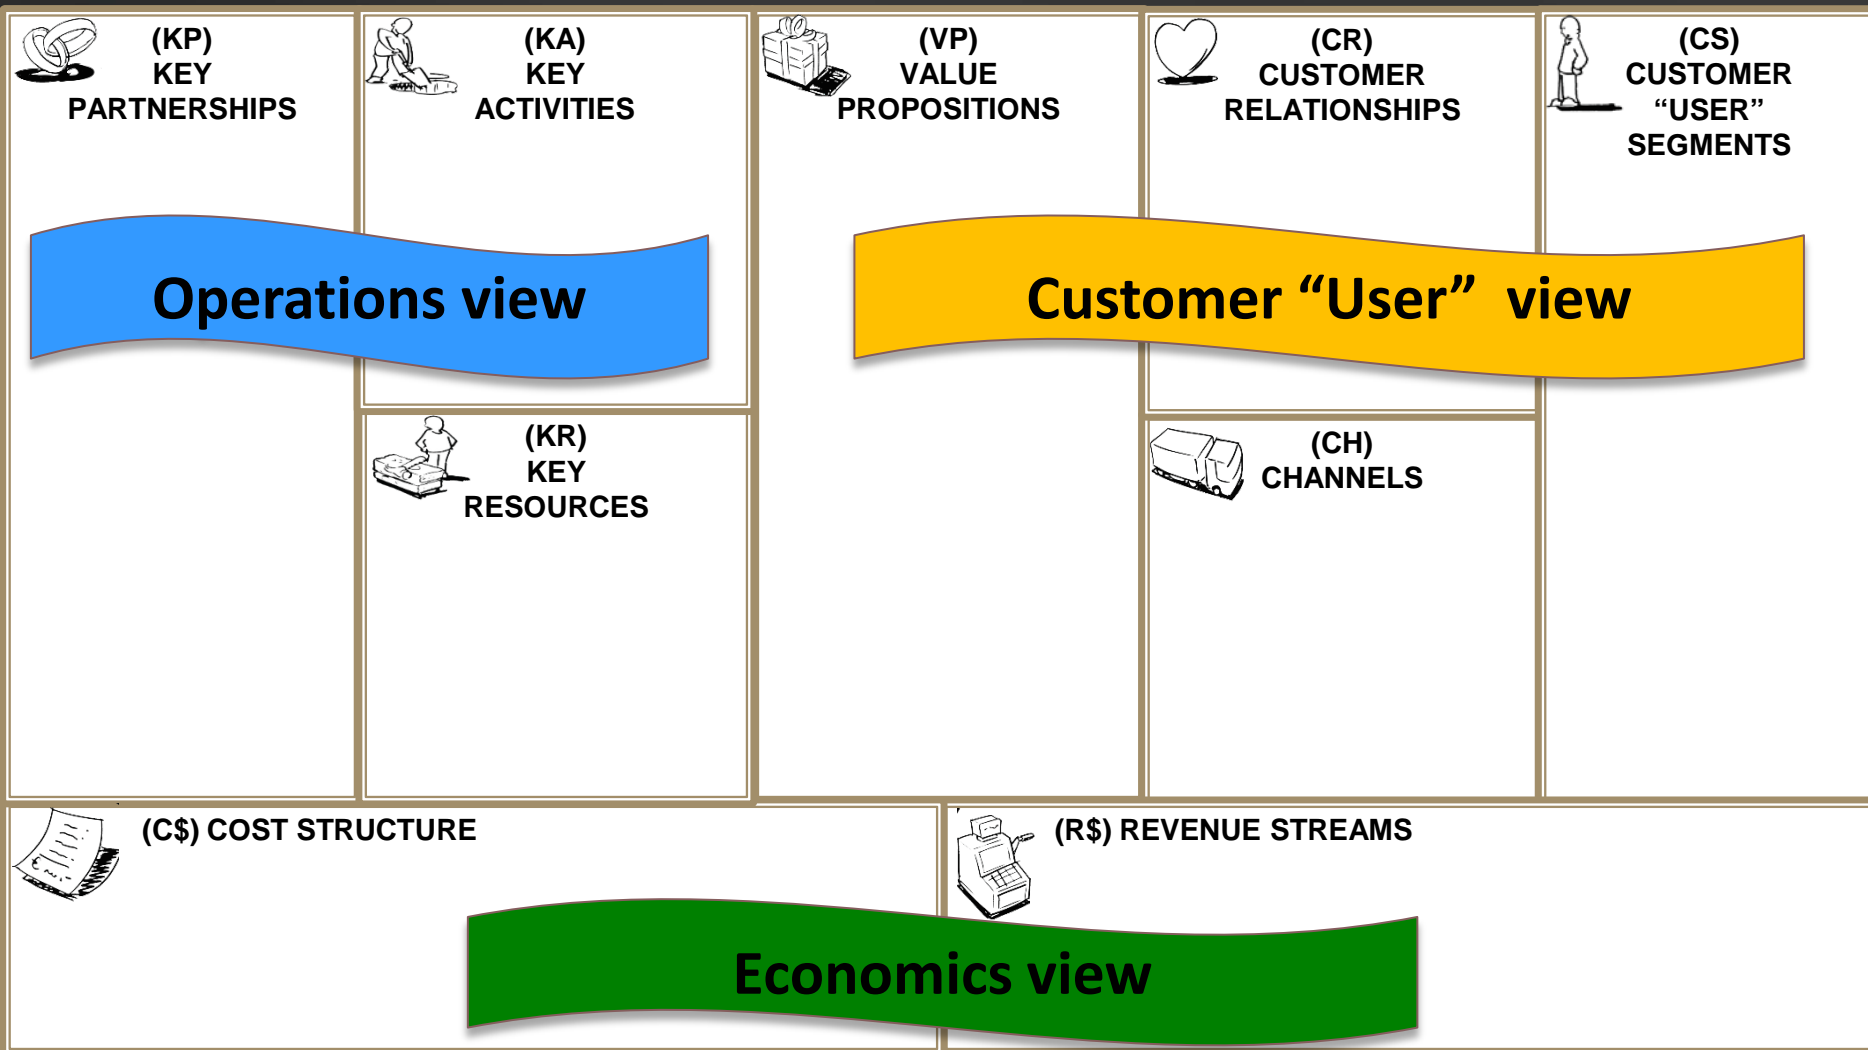 (KP)
KEY
PARTNERSHIPS
(KA)
KEY
ACTIVITIES
(VP)
VALUE
PROPOSITIONS
(CR)
CUSTOMER
RELATIONSHIPS
(CS)
CUSTOMER
“USER”
SEGMENTS
Operations view
Customer “User” view
(KR)
KEY
RESOURCES
(CH)
CHANNELS
(C$) COST STRUCTURE
(R$) REVENUE STREAMS
Economics view